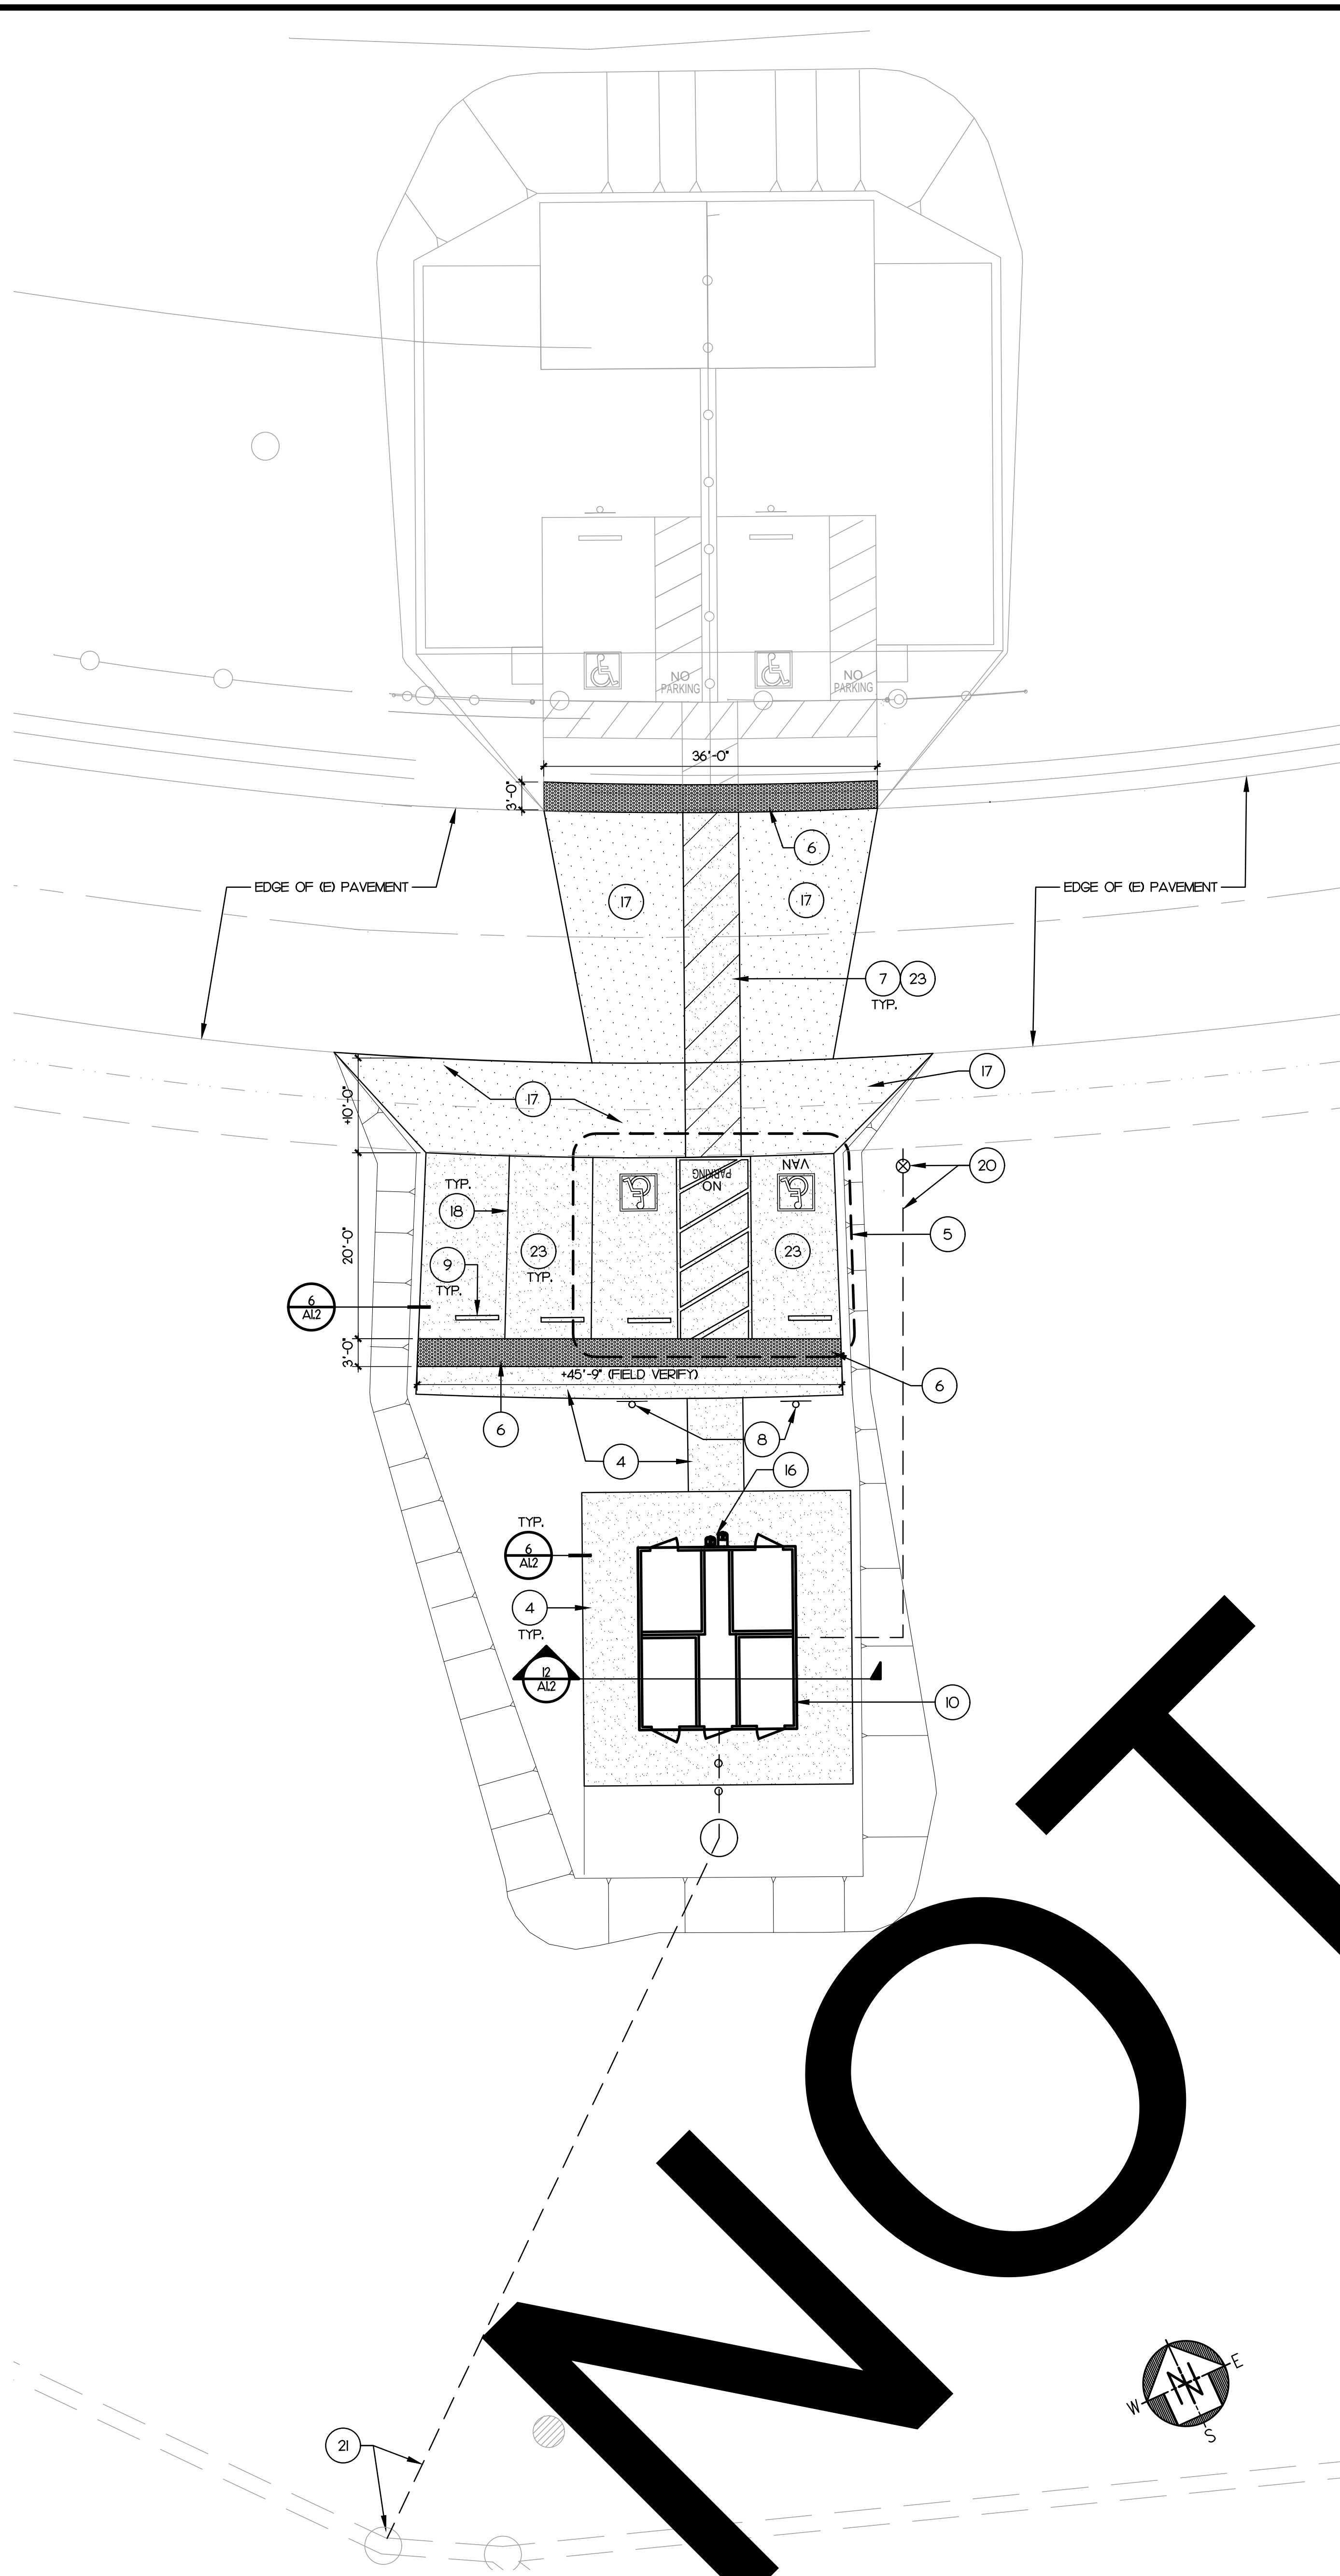 NO
PARKING
NO
PARKING
36'-0"
3'-0"
6
EDGE OF (E) PAVEMENT
EDGE OF (E) PAVEMENT
17
17
7
23
TYP.
17
17
±10'-0"
20
NO
PARKING
VAN
TYP.
18
5
20'-0"
9
TYP.
23
TYP.
23
6
A1.2
3'-0"
±45'-9" (FIELD VERIFY)
6
6
8
4
16
TYP.
6
A1.2
4
TYP.
12
A1.2
10
NOT
N
E
W
S
21